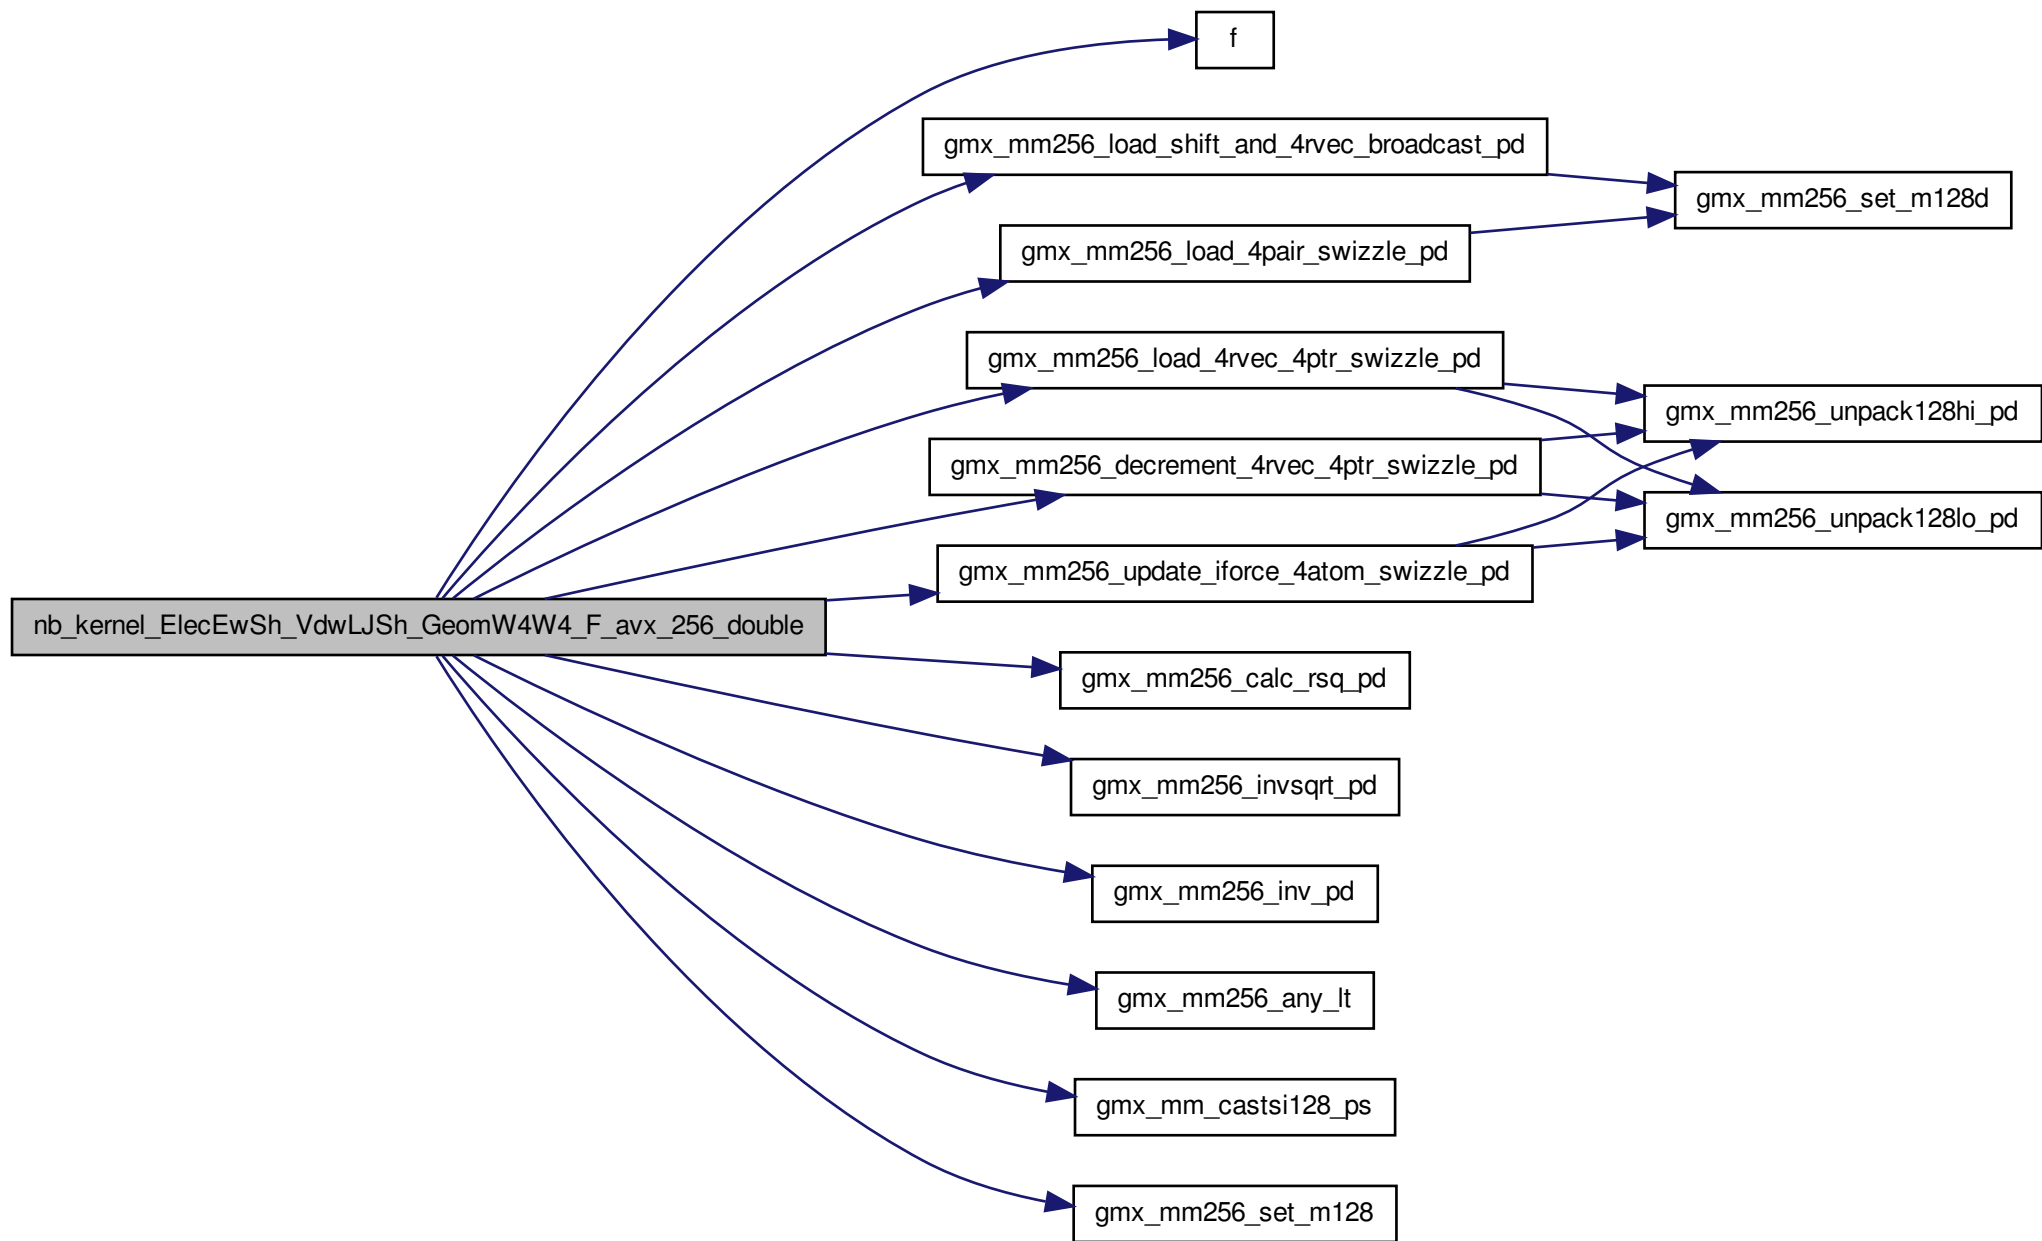 f
gmx_mm256_load_shift_and_4rvec_broadcast_pd
gmx_mm256_set_m128d
gmx_mm256_load_4pair_swizzle_pd
gmx_mm256_load_4rvec_4ptr_swizzle_pd
gmx_mm256_unpack128hi_pd
gmx_mm256_decrement_4rvec_4ptr_swizzle_pd
gmx_mm256_unpack128lo_pd
gmx_mm256_update_iforce_4atom_swizzle_pd
nb_kernel_ElecEwSh_VdwLJSh_GeomW4W4_F_avx_256_double
gmx_mm256_calc_rsq_pd
gmx_mm256_invsqrt_pd
gmx_mm256_inv_pd
gmx_mm256_any_lt
gmx_mm_castsi128_ps
gmx_mm256_set_m128